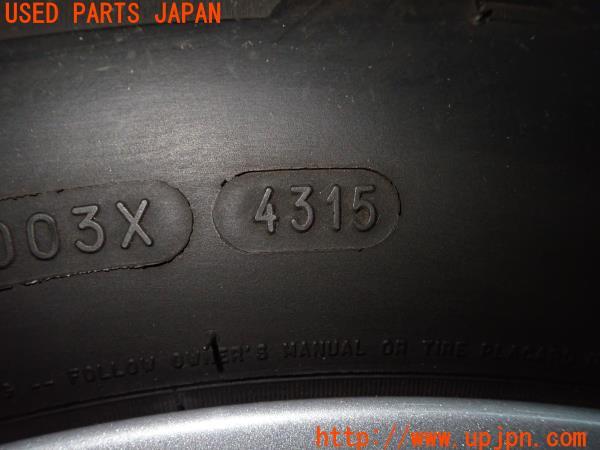 USED PARTS JAPAN
003X 4315
-- FOLLOW OWNER'S MANUAL OR TIRE PLACARD
http://www.upjpn.com/